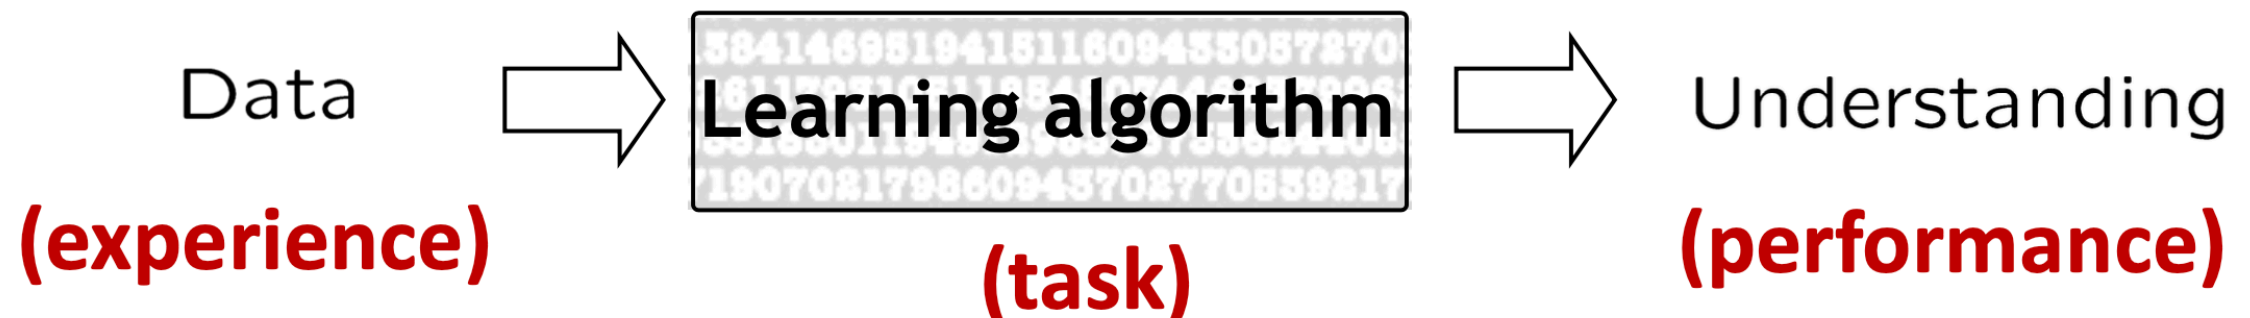 Data
Learning algorithm
Understanding
(experience)
(task)
(performance)